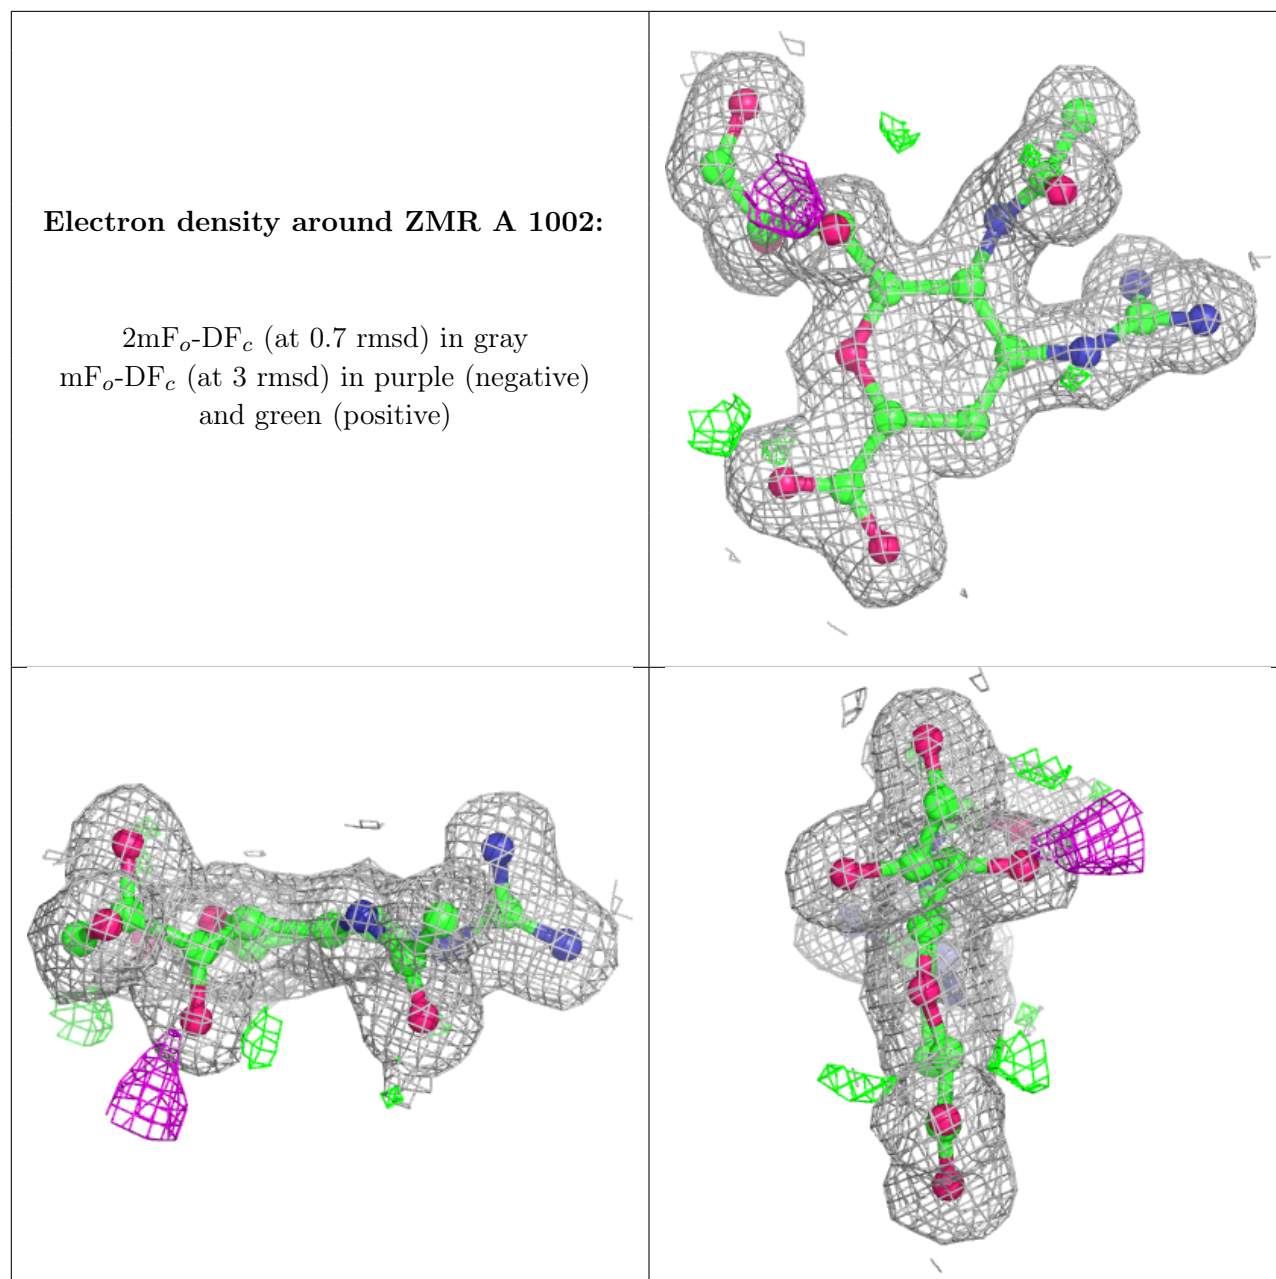 Electron density around ZMR A 1002:
2mFo-DFc (at 0.7 rmsd) in gray
mFo-DFc (at 3 rmsd) in purple (negative)
and green (positive)